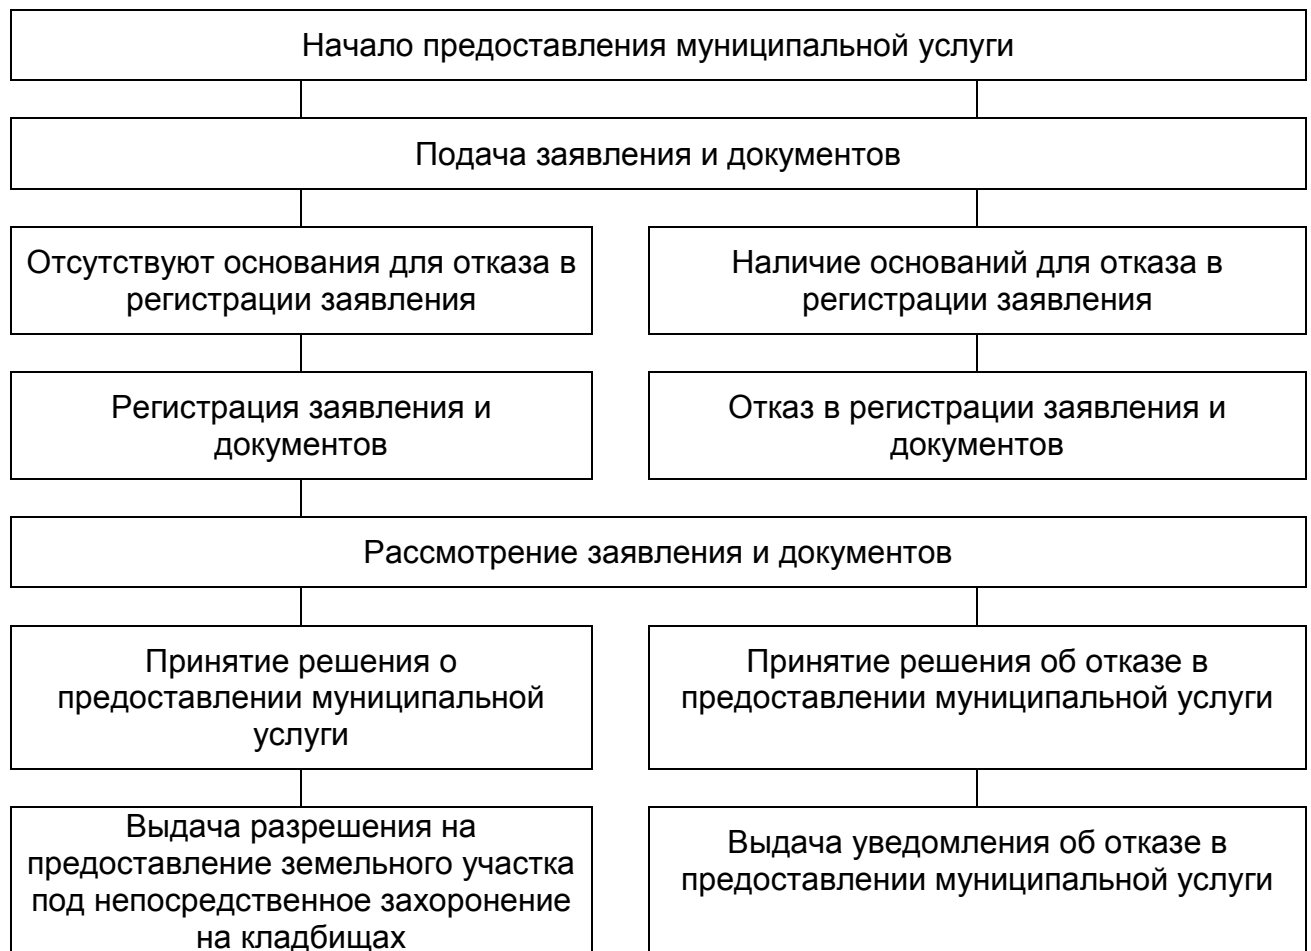 Начало предоставления муниципальной услуги
Подача заявления и документов
Отсутствуют основания для отказа в
регистрации заявления
Наличие оснований для отказа в
регистрации заявления
Регистрация заявления и
документов
Отказ в регистрации заявления и
документов
Рассмотрение заявления и документов
Принятие решения о
предоставлении муниципальной
услуги
Принятие решения об отказе в
предоставлении муниципальной услуги
Выдача разрешения на
предоставление земельного участка
под непосредственное захоронение
на кладбищах
Выдача уведомления об отказе в
предоставлении муниципальной услуги